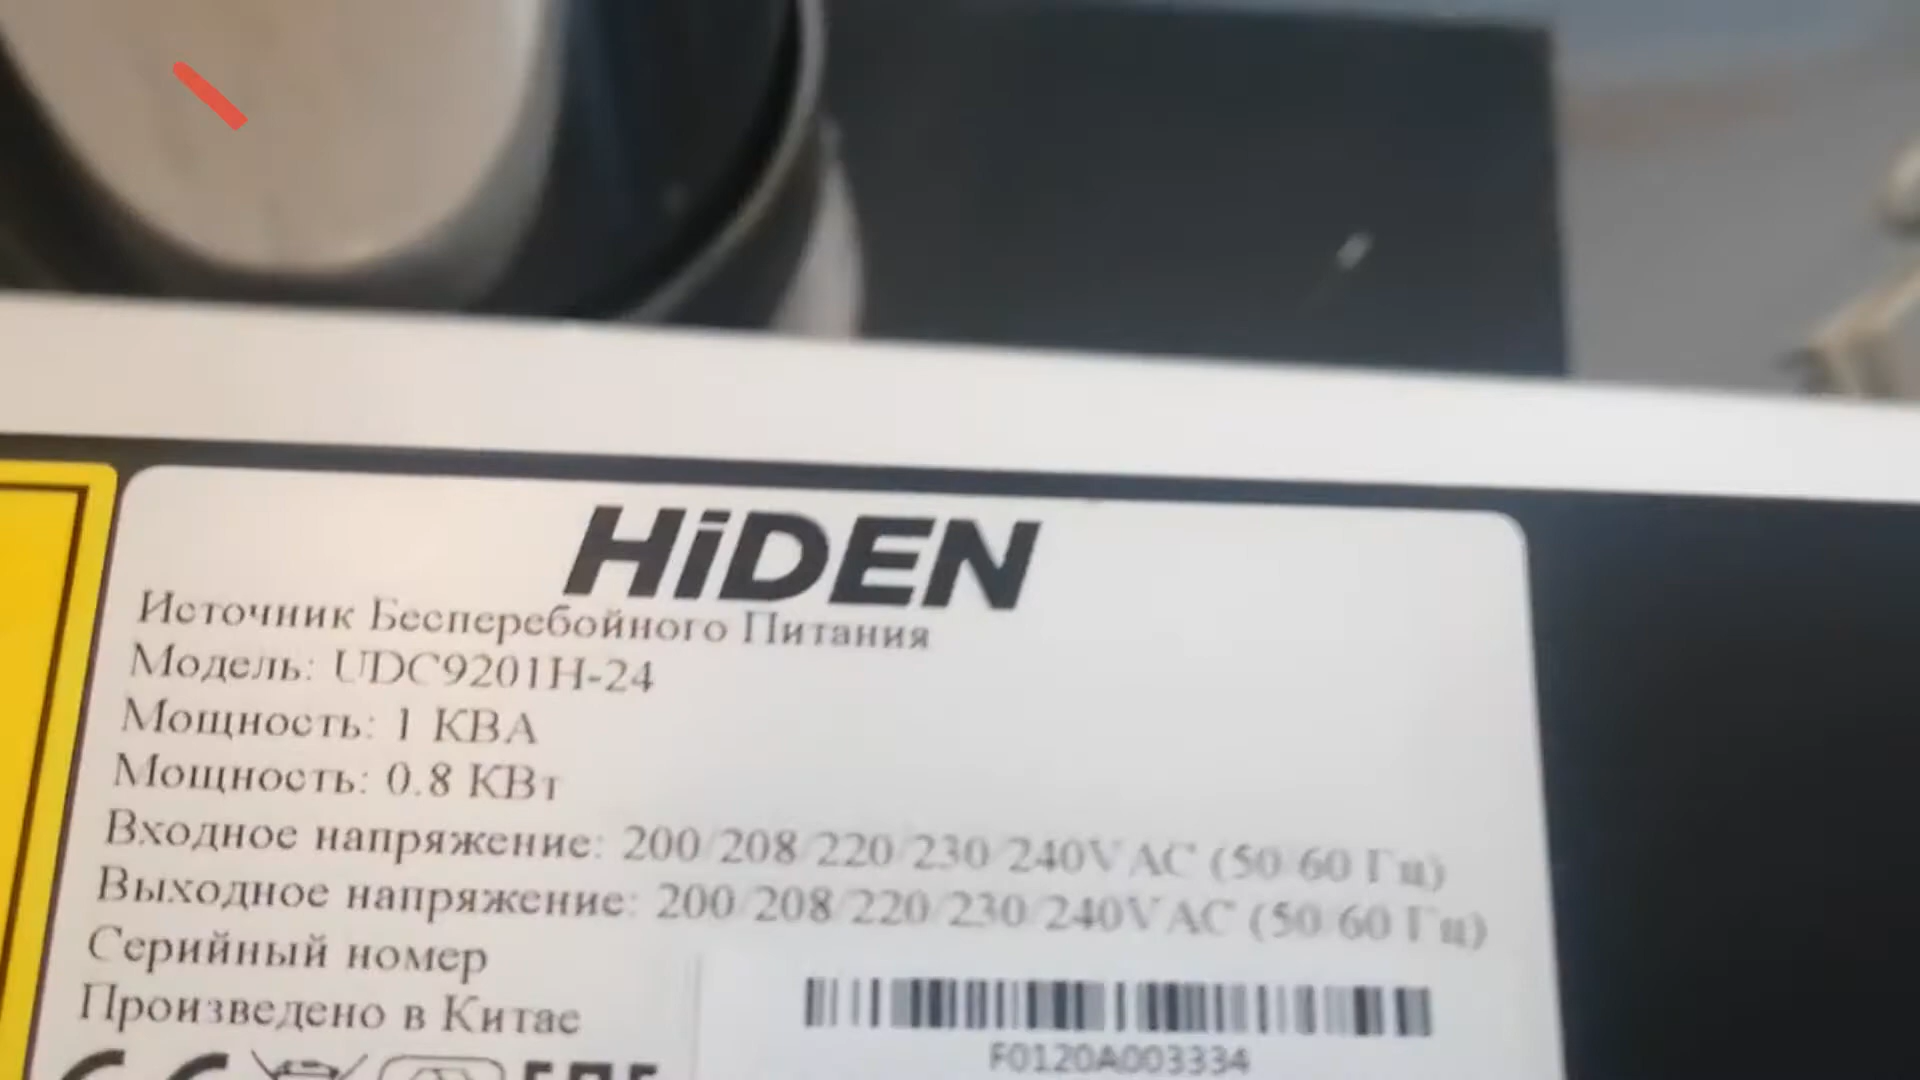 HiDEN
Источник Бесперебойного Питания
Модель: UDC9201H-24
Мощность: 1 КВА
Мощность: 0.8 КВт
Входное напряжение: 200/208/220/230/240VAC (50/60 Гц)
Выходное напряжение: 200/208/220/230/240VAC (50/60 Гц)
Серийный номер
Произведено в Китае
F0120A003334